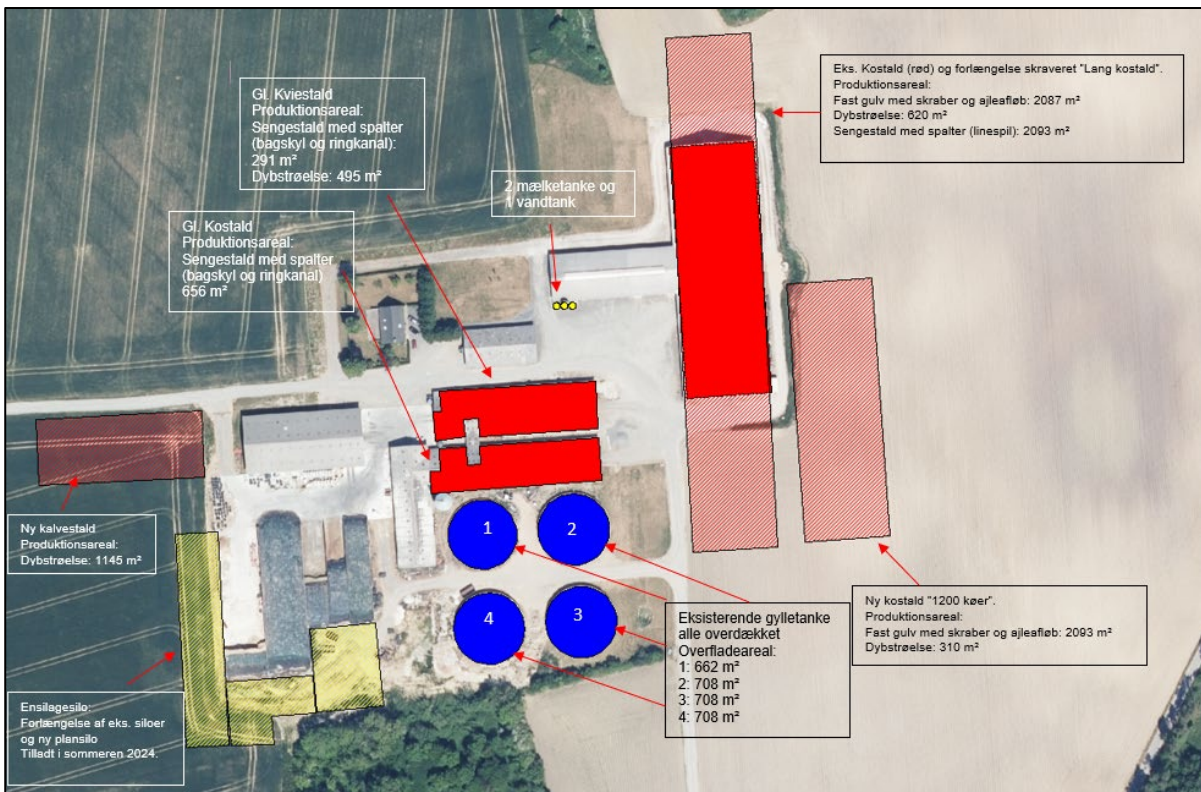 Gl. Kviestald
Produktionsareal:
Sengestald med spalter
(bagskyl og ringkanal):
291 m²
Dybstrøelse: 495 m²
Eks. Kostald (rød) og forlængelse skraveret "Lang kostald".
Produktionsareal:
Fast gulv med skraber og ajleafløb: 2087 m²
Dybstrøelse: 620 m²
Sengestald med spalter (linespil): 2093 m²
2 mælketanke og
1 vandtank
Gl. Kostald
Produktionsareal:
Sengestald med spalter
(bagskyl og ringkanal)
656 m²
Ny kalvestald
Produktionsareal:
Dybstrøelse: 1145 m²
1
2
4
3
Eksisterende gylletanke
alle overdækket
Overfladeareal:
1: 662 m²
2: 708 m²
3: 708 m²
4: 708 m²
Ny kostald "1200 køer".
Produktionsareal:
Fast gulv med skraber og ajleafløb: 2093 m²
Dybstrøelse: 310 m²
Ensilagesilo:
Forlængelse af eks. siloer
og ny plansilo
Tilladt i sommeren 2024.